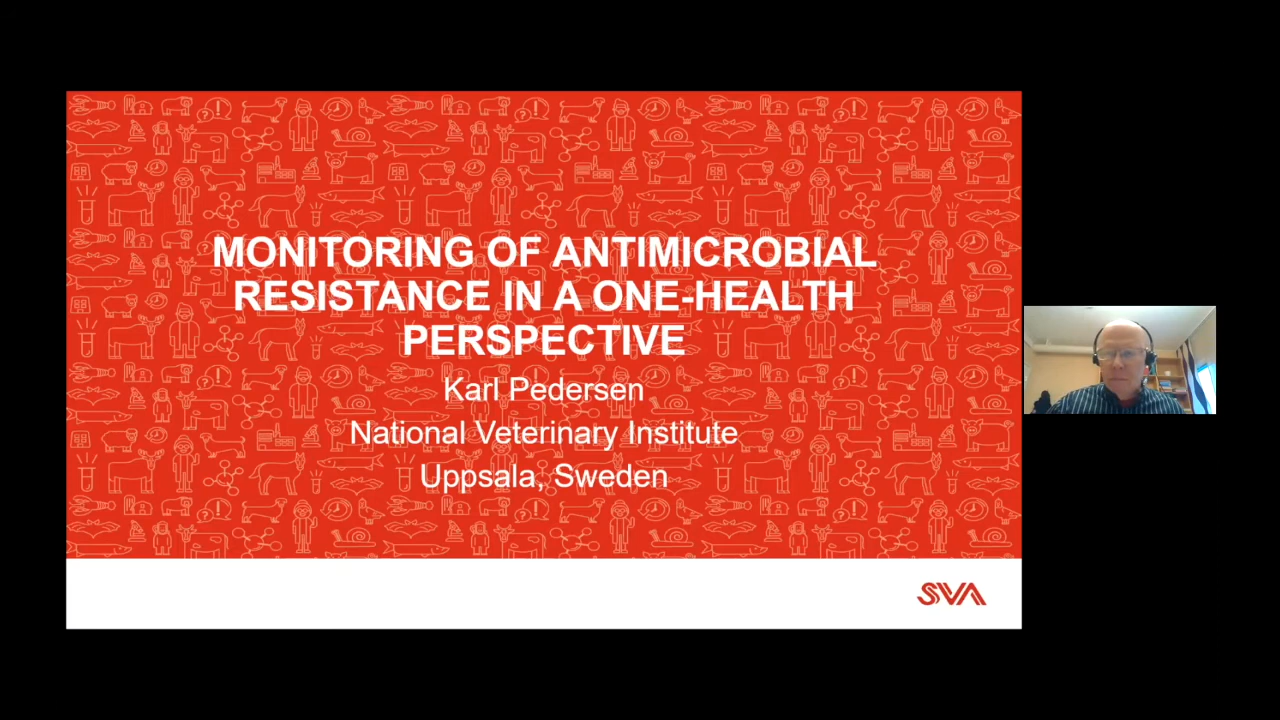 MONITORING OF ANTIMICROBIAL
RESISTANCE IN A ONE-HEALTH
PERSPECTIVE
Karl Pedersen
National Veterinary Institute
Uppsala, Sweden
SVA